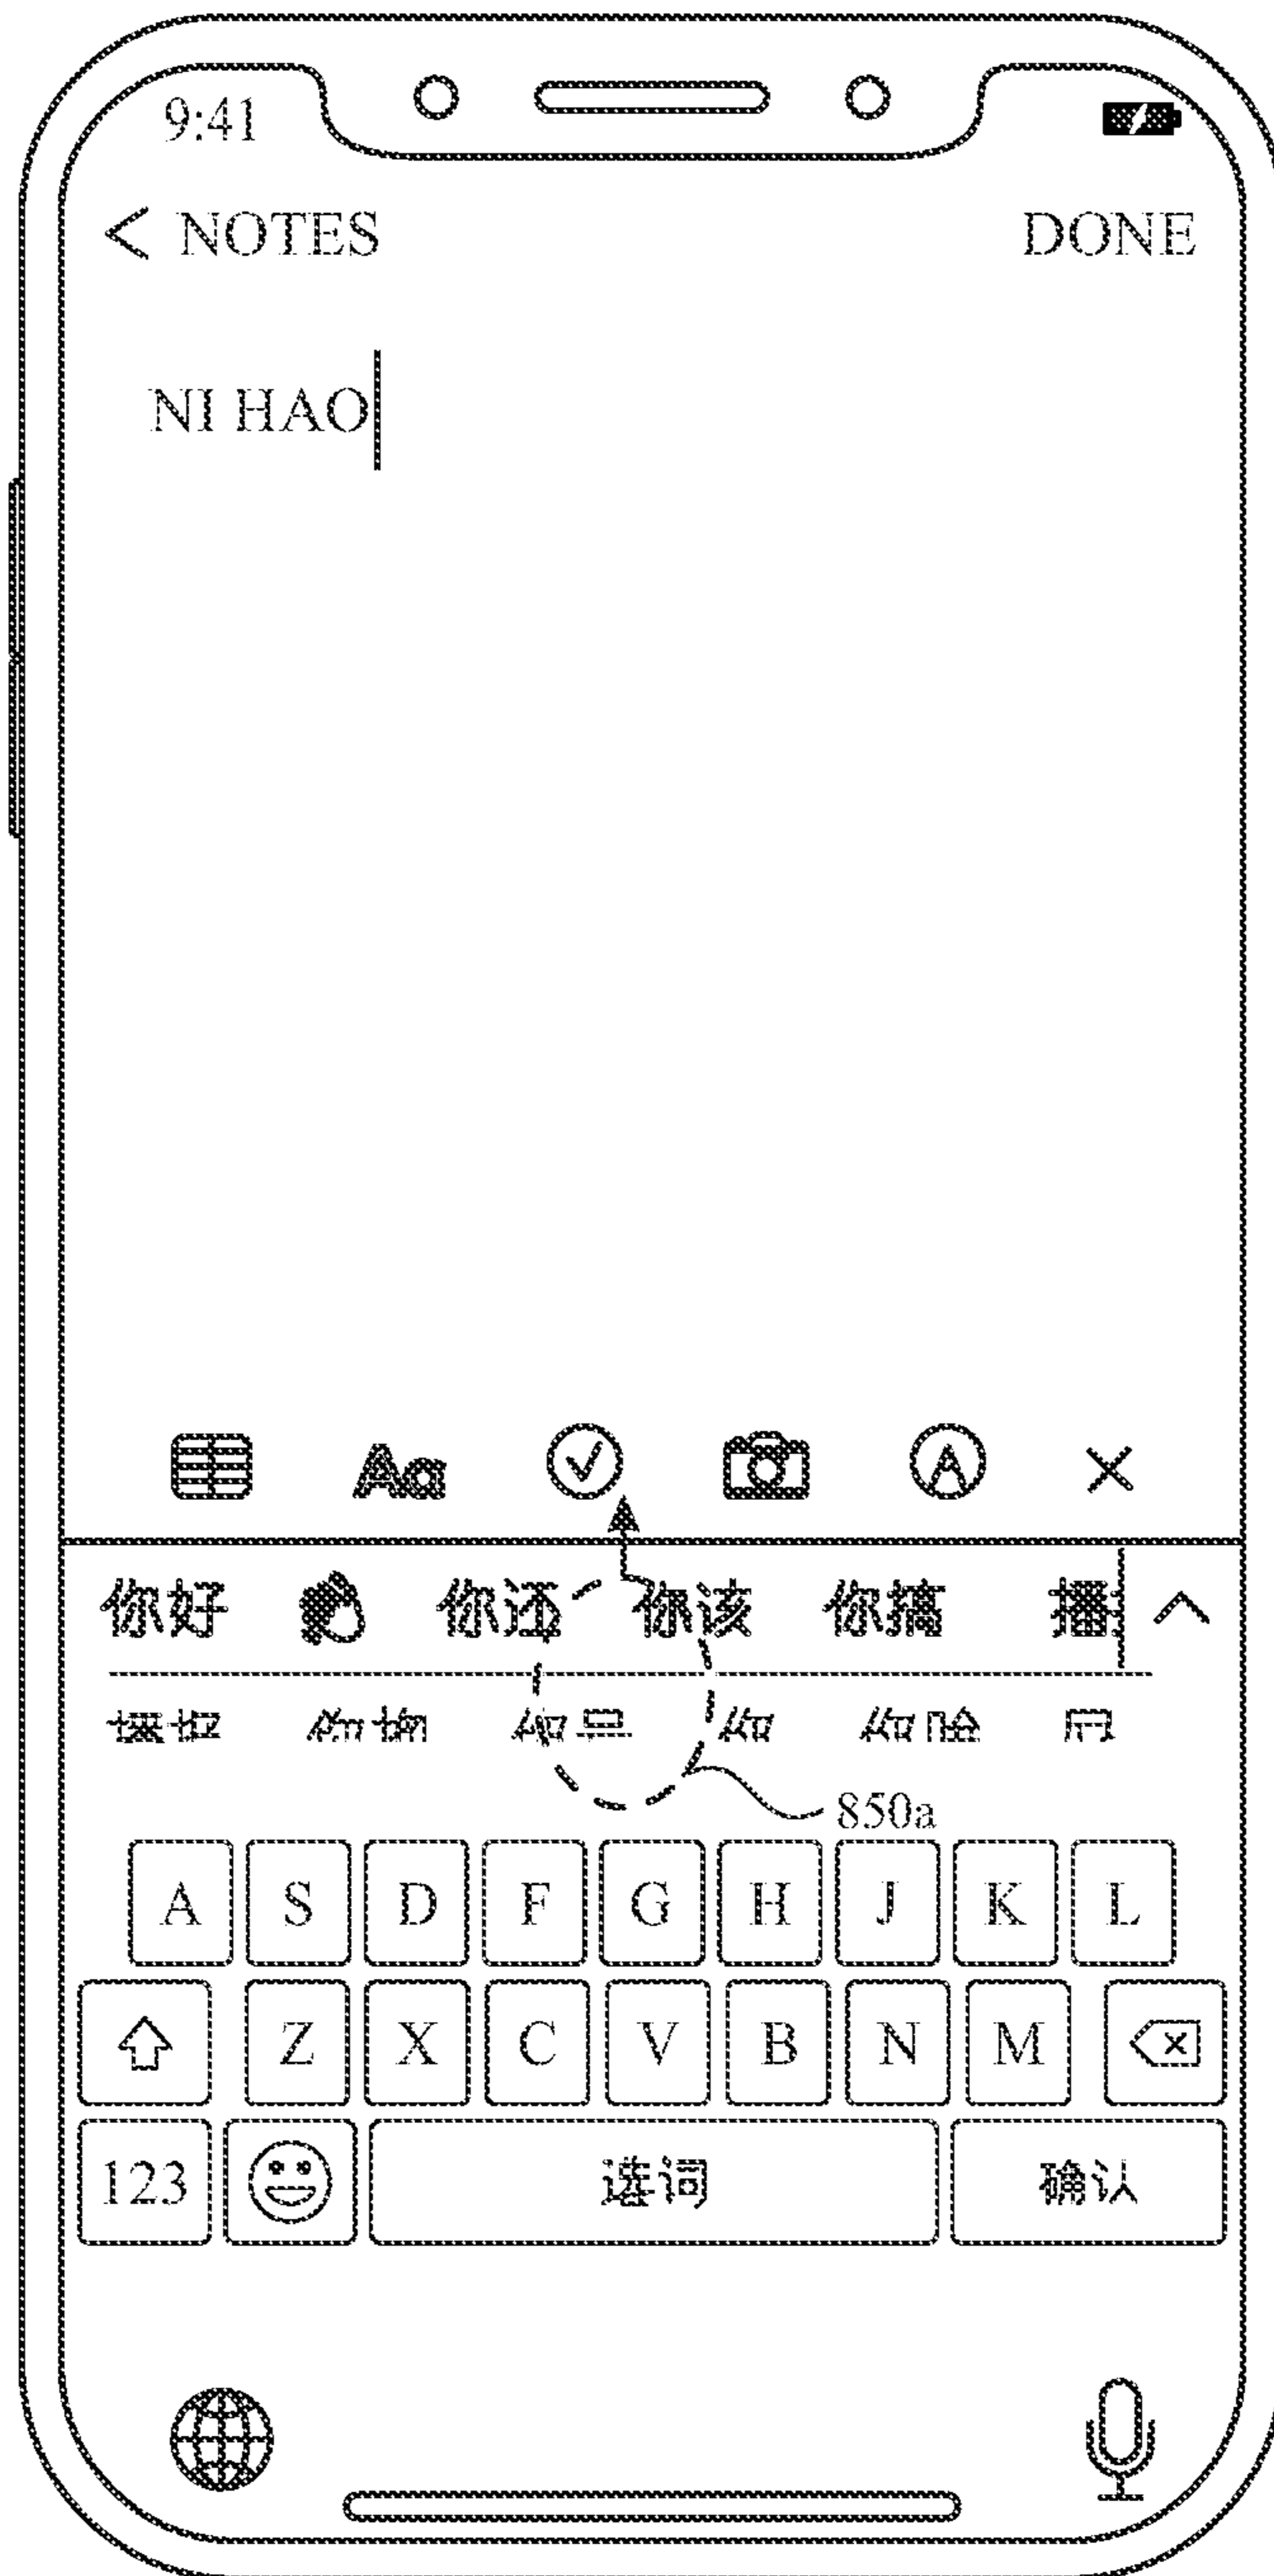 9:41
< NOTES DONE
NI HAO
Aa
你好 你还 你该 你搞
850a
A S D F G H J K L
Z X C V B N M
123 选词 确认